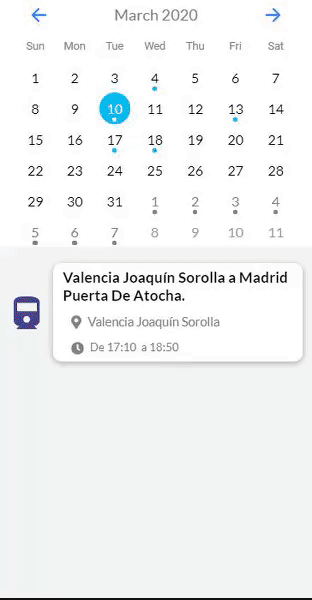 March 2020
Sun Mon Tue Wed Thu Fri Sat
1 2 3 4 5 6 7
8 9 10 11 12 13 14
15 16 17 18 19 20 21
22 23 24 25 26 27 28
29 30 31 1 2 3 4
5 6 7 8 9 10 11
Valencia Joaquín Sorolla a Madrid
Puerta De Atocha.
Valencia Joaquín Sorolla
De 17:10 a 18:50